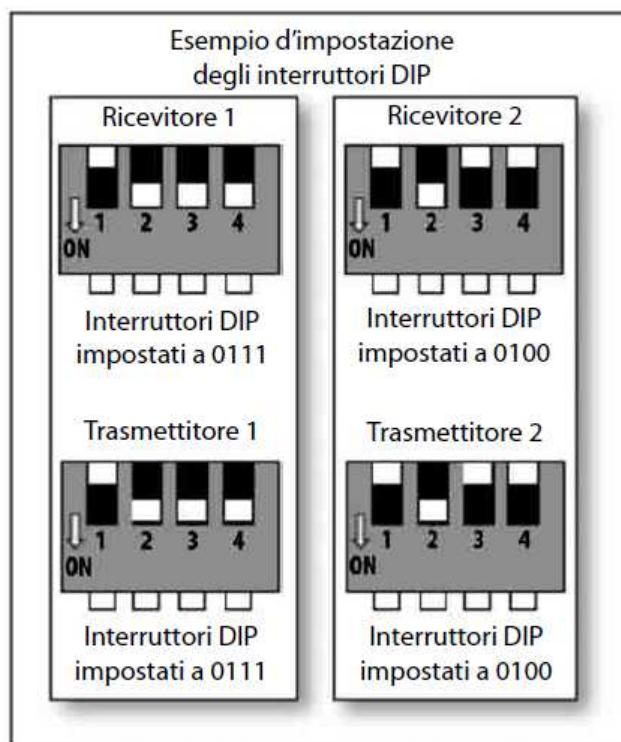 Esempio d'impostazione
degli interruttori DIP
Ricevitore 1
1 2 3 4
ON
Interruttori DIP
impostati a 0111
Ricevitore 2
1 2 3 4
ON
Interruttori DIP
impostati a 0100
Trasmettitore 1
1 2 3 4
ON
Interruttori DIP
impostati a 0111
Trasmettitore 2
1 2 3 4
ON
Interruttori DIP
impostati a 0100